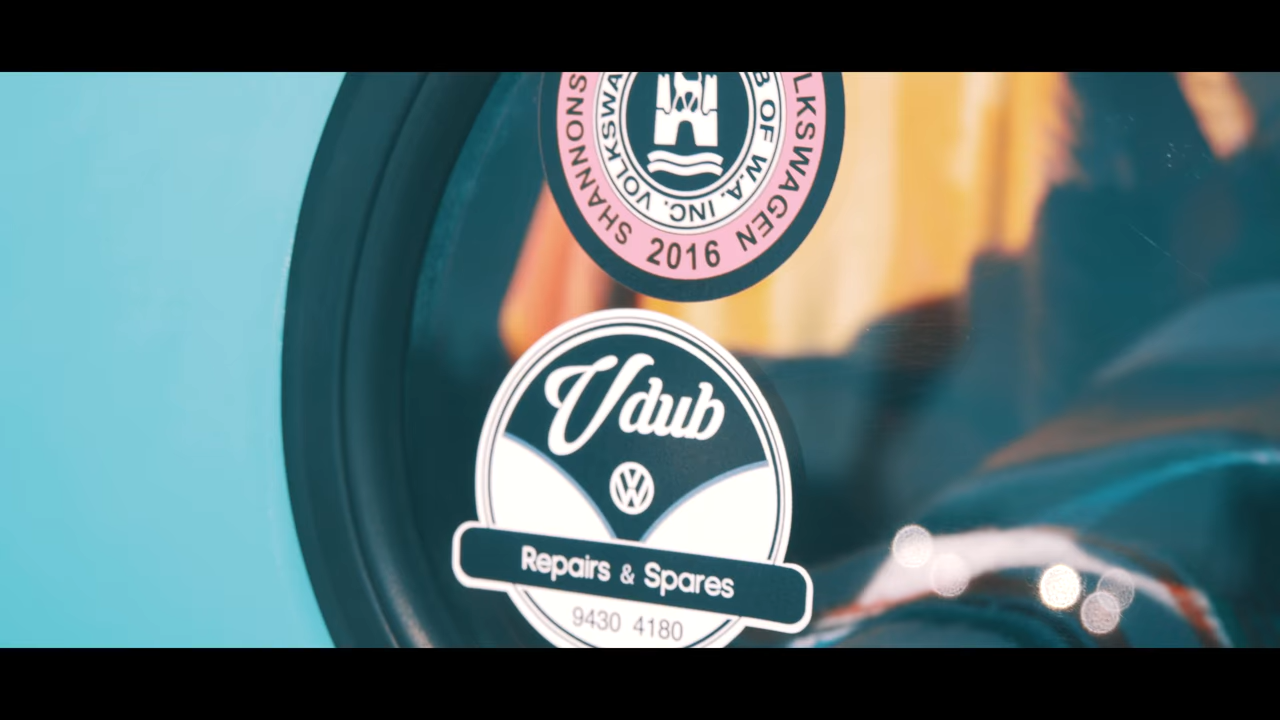 SHANNONS
LKSWAGEN
2016
B OF W.A. INC. VOLKSWA
Vdub
Repairs & Spares
9430 4180